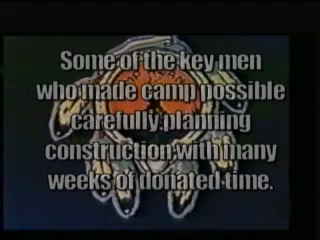 Some of the key men
who made camp possible
carefully planning
construction with many
weeks of donated time.